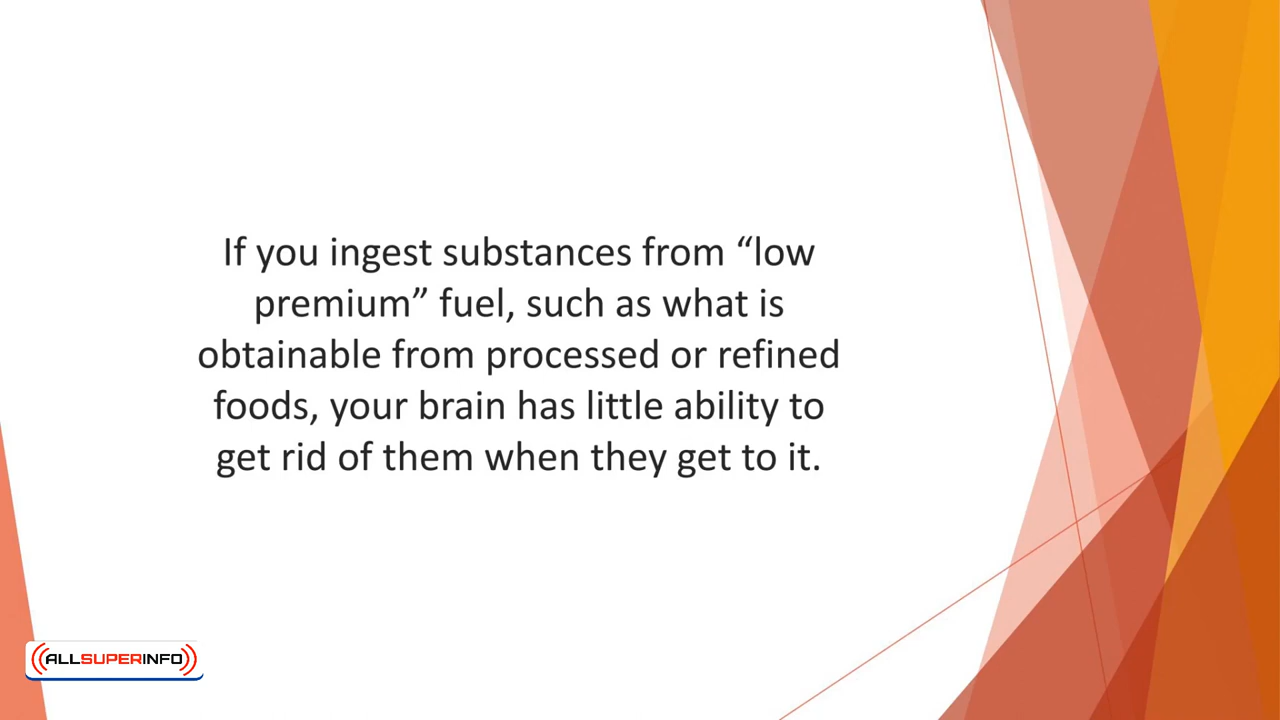 If you ingest substances from “low
premium” fuel, such as what is
obtainable from processed or refined
foods, your brain has little ability to
get rid of them when they get to it.
ALLSUPERINFO